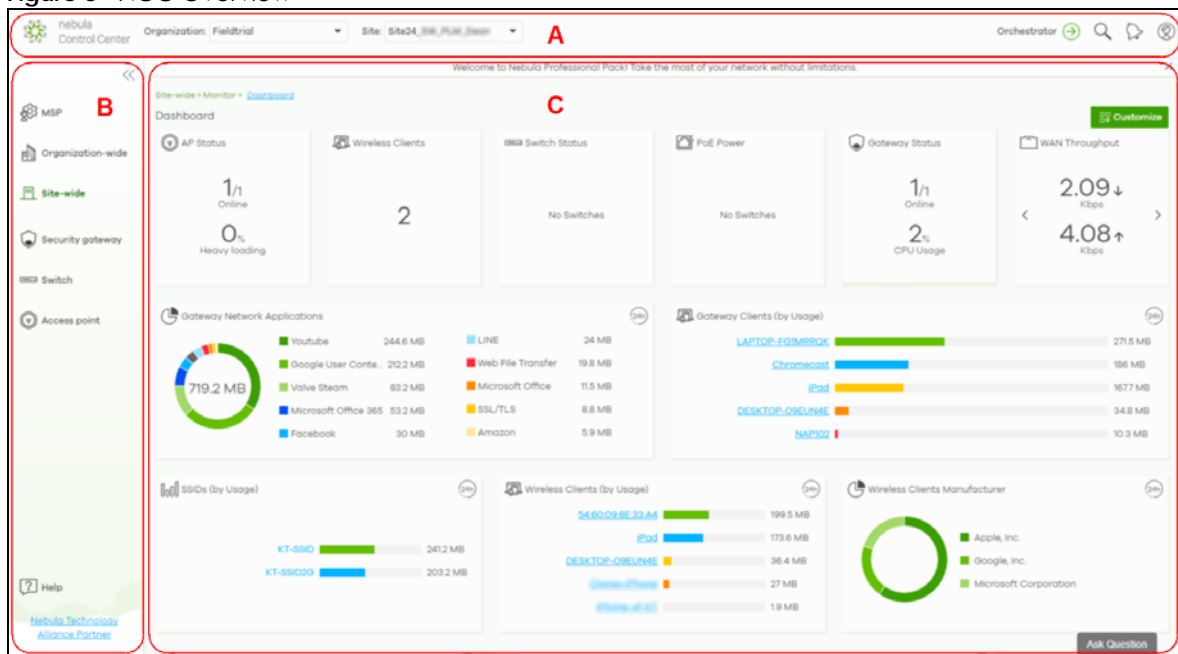 nebula
Control Center
Organization: Fieldtrial
Site: Site24
A
Orchestrator
Welcome to Nebula Professional Pack! Take the most of your network without limitations.
B
MSP
Organization-wide
Site-wide
Security gateway
Switch
Access point
Help
Nebula Technology
Alliance Partner
C
Site-wide > Monitor > Dashboard
Dashboard
Customize
AP Status
1/1
Online
0%
Heavy loading
Wireless Clients
2
Switch Status
No Switches
PoE Power
No Switches
Gateway Status
1/1
Online
2%
CPU Usage
WAN Throughput
2.09
Kbps
4.08
Kbps
Gateway Network Applications
24h
719.2 MB
Youtube 244.6 MB
Google User Conte... 212.2 MB
Valve Steam 83.2 MB
Microsoft Office 365 53.2 MB
Facebook 30 MB
LINE 24 MB
Web File Transfer 19.8 MB
Microsoft Office 11.5 MB
SSL/TLS 8.8 MB
Amazon 5.9 MB
Gateway Clients (by Usage)
24h
LAPTOP-FG1MRRQK 271.5 MB
Chromecast 186 MB
iPad 167.7 MB
DESKTOP-09EUN4E 34.8 MB
NAP102 10.3 MB
SSIDs (by Usage)
24h
KT-SSID 241.2 MB
KT-SSID2G 203.2 MB
Wireless Clients (by Usage)
24h
54:60:09:8E:33:A4 199.5 MB
iPad 173.6 MB
DESKTOP-09EUN4E 36.4 MB
27 MB
1.9 MB
Wireless Clients Manufacturer
24h
Apple, Inc.
Google, Inc.
Microsoft Corporation
Ask Question